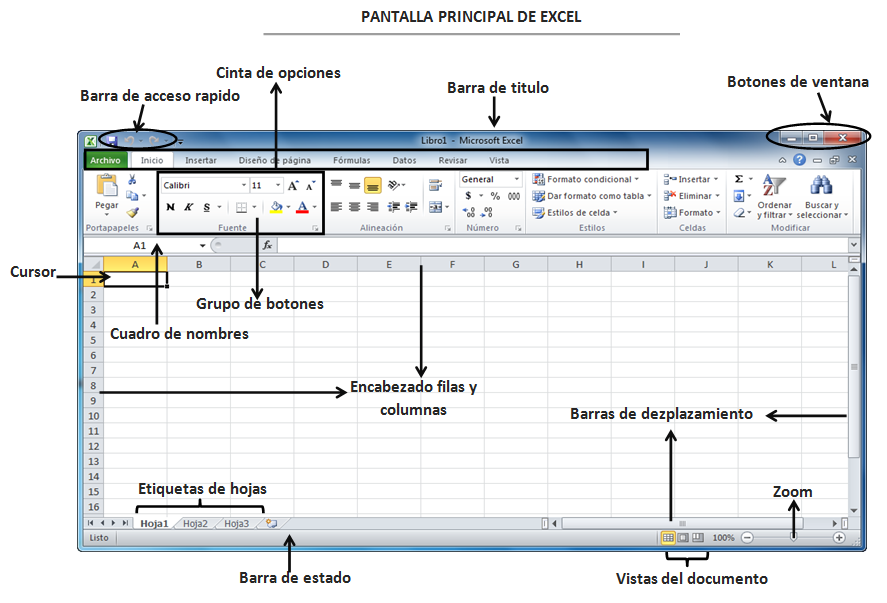 PANTALLA PRINCIPAL DE EXCEL
Cinta de opciones
Barra de titulo
Botones de ventana
Barra de acceso rapido
Libro1 - Microsoft Excel
Archivo Inicio Insertar Diseño de página Fórmulas Datos Revisar Vista
Calibri 11 General Formato condicional Insertar Σ
Pegar N K S $ % 000 Dar formato como tabla Eliminar Ordenar y filtrar Buscar y seleccionar
Estilos de celda Formato
Portapapeles Fuente Alineación Número Estilos Celdas Modificar
A1 fx
A B C D E F G H I J K L
Cursor
1
2
3
Grupo de botones
4
Cuadro de nombres
5
6
7
8
Encabezado filas y
9
columnas
10
Barras de dezplazamiento
11
12
13
14
15
Etiquetas de hojas
Zoom
16
Hoja1 Hoja2 Hoja3
Listo 100%
Barra de estado
Vistas del documento